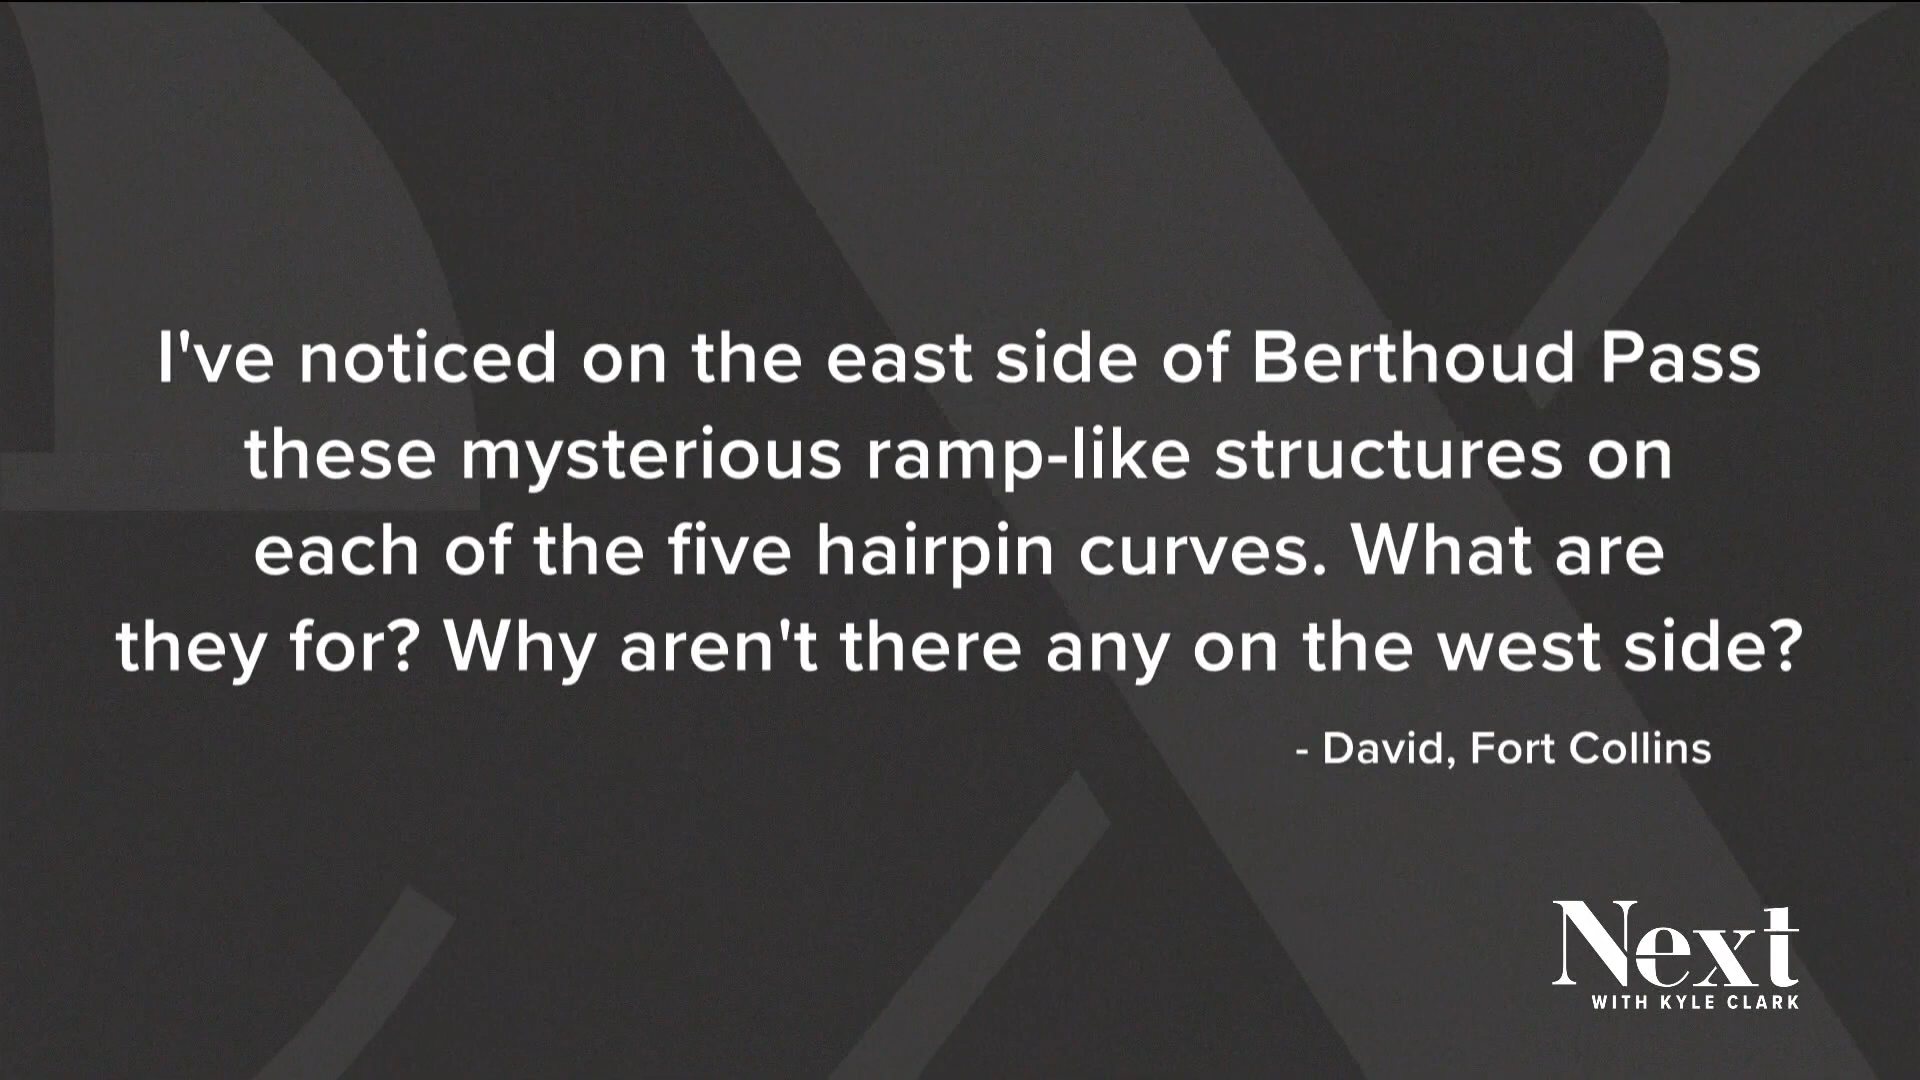 I've noticed on the east side of Berthoud Pass
these mysterious ramp-like structures on
each of the five hairpin curves. What are
they for? Why aren't there any on the west side?
- David, Fort Collins
Next
WITH KYLE CLARK